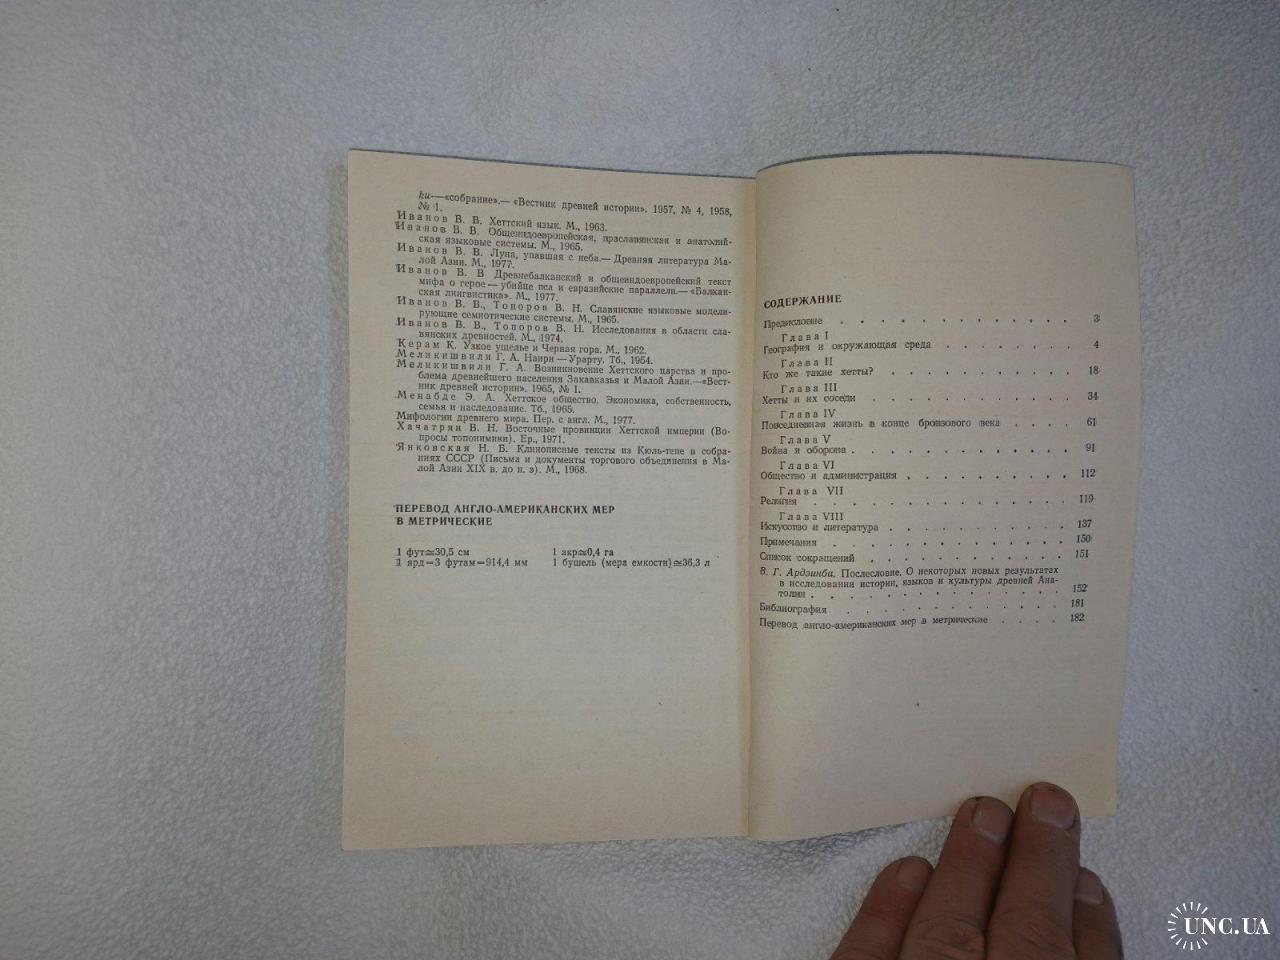 ku—«собрание».— «Вестник древней истории». 1957, № 4, 1958,
№ 1.
Иванов В. В. Хеттский язык. М., 1963.
Иванов В. В. Общеиндоевропейская, праславянская и анатолий-
ская языковые системы. М., 1965.
Иванов В. В. Луна, упавшая с неба.— Древняя литература Ма-
лой Азии. М., 1977.
Иванов В. В Древнебалканский и общеиндоевропейский текст
мифа о герое — убийце пса и евразийские параллели.— «Балкан-
ская лингвистика». М., 1977.
Иванов В. В., Топоров В. Н. Славянские языковые модели-
рующие семиотические системы. М., 1965.
Иванов В. В., Топоров В. Н. Исследования в области сла-
вянских древностей. М., 1974.
Керам К. Узкое ущелье и Черная гора. М., 1962.
Меликишвили Г. А. Наири — Урарту. Тб., 1954.
Меликишвили Г. А. Возникновение Хеттского царства и про-
блема древнейшего населения Закавказья и Малой Азии.—«Вест-
ник древней истории». 1965, № 1.
Менабде Э. А. Хеттское общество. Экономика, собственность,
семья и наследование. Тб., 1965.
Мифологии древнего мира. Пер. с англ. М., 1977.
Хачатрян В. Н. Восточные провинции Хеттской империи (Во-
просы топонимики). Ер., 1971.
Янковская Н. Б. Клинописные тексты из Кюль-тепе в собра-
ниях СССР (Письма и документы торгового объединения в Ма-
лой Азии XIX в. до н. э). М., 1968.
ПЕРЕВОД АНГЛО-АМЕРИКАНСКИХ МЕР
В МЕТРИЧЕСКИЕ
1 фут≃30,5 см 1 акр≃0,4 га
1 ярд=3 футам=914,4 мм 1 бушель (мера емкости)≃36,3 л
СОДЕРЖАНИЕ
Предисловие . . . . . . . . . . . . 3
Глава I
География и окружающая среда . . . . . . . 4
Глава II
Кто же такие хетты? . . . . . . . . . . 18
Глава III
Хетты и их соседи . . . . . . . . . . . 34
Глава IV
Повседневная жизнь в конце бронзового века . . . . 61
Глава V
Война и оборона . . . . . . . . . . . . 91
Глава VI
Общество и администрация . . . . . . . . . 112
Глава VII
Религия . . . . . . . . . . . . . 119
Глава VIII
Искусство и литература . . . . . . . . . 137
Примечания . . . . . . . . . . . . 150
Список сокращений . . . . . . . . . . 151
В. Г. Ардзинба. Послесловие. О некоторых новых результатах
в исследовании истории, языков и культуры древней Ана-
толии . . . . . . . . . . . . . 152
Библиография . . . . . . . . . . . 181
Перевод англо-американских мер в метрические . . . . 182
UNC.UA